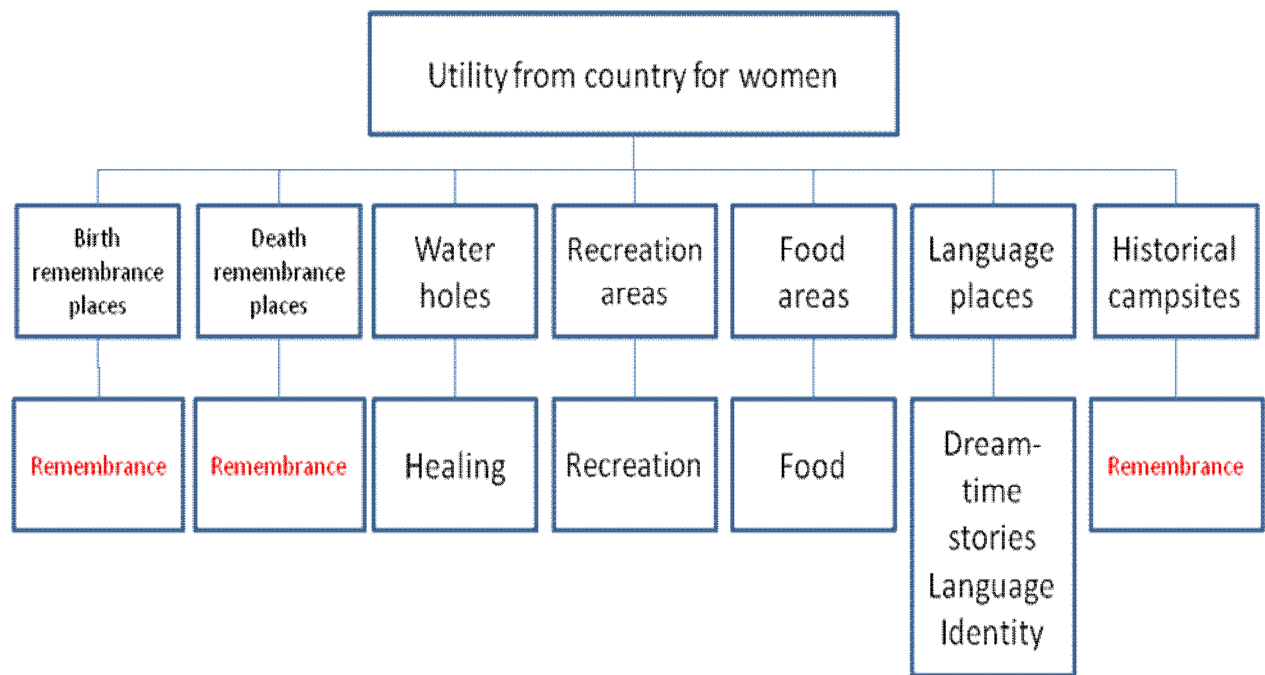 Utility from country for women
Birth
remembrance
places
Death
remembrance
places
Water
holes
Recreation
areas
Food
areas
Language
places
Historical
campsites
Remembrance
Remembrance
Healing
Recreation
Food
Dream-
time
stories
Language
Identity
Remembrance